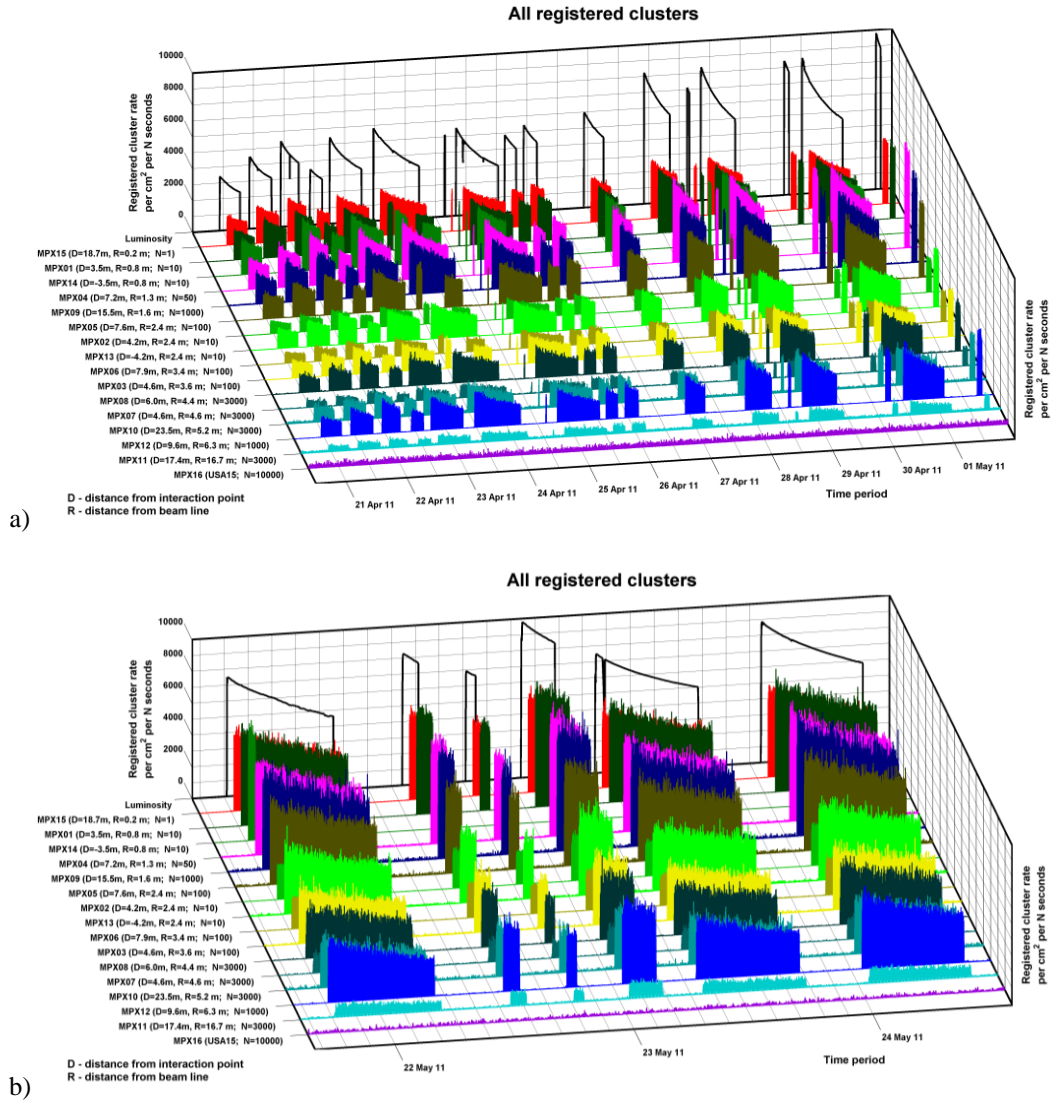 All registered clusters
10000
8000
6000
4000
2000
0
Registered cluster rate
per cm² per N seconds
Luminosity
MPX15 (D=18.7m, R=0.2 m; N=1)
MPX01 (D=3.5m, R=0.8 m; N=10)
MPX14 (D=-3.5m, R=0.8 m; N=10)
MPX04 (D=7.2m, R=1.3 m; N=50)
MPX09 (D=15.5m, R=1.6 m; N=1000)
MPX05 (D=7.6m, R=2.4 m; N=100)
MPX02 (D=4.2m, R=2.4 m; N=10)
MPX13 (D=-4.2m, R=2.4 m; N=10)
MPX06 (D=7.9m, R=3.4 m; N=100)
MPX03 (D=4.6m, R=3.6 m; N=100)
MPX08 (D=6.0m, R=4.4 m; N=3000)
MPX07 (D=4.6m, R=4.6 m; N=3000)
MPX10 (D=23.5m, R=5.2 m; N=3000)
MPX12 (D=9.6m, R=6.3 m; N=1000)
MPX11 (D=17.4m, R=16.7 m; N=3000)
MPX16 (USA15; N=10000)
21 Apr 11
22 Apr 11
23 Apr 11
24 Apr 11
25 Apr 11
26 Apr 11
27 Apr 11
28 Apr 11
29 Apr 11
30 Apr 11
01 May 11
Time period
Registered cluster rate
per cm² per N seconds
D - distance from interaction point
R - distance from beam line
a)
All registered clusters
10000
8000
6000
4000
2000
0
Registered cluster rate
per cm² per N seconds
Luminosity
MPX15 (D=18.7m, R=0.2 m; N=1)
MPX01 (D=3.5m, R=0.8 m; N=10)
MPX14 (D=-3.5m, R=0.8 m; N=10)
MPX04 (D=7.2m, R=1.3 m; N=50)
MPX09 (D=15.5m, R=1.6 m; N=1000)
MPX05 (D=7.6m, R=2.4 m; N=100)
MPX02 (D=4.2m, R=2.4 m; N=10)
MPX13 (D=-4.2m, R=2.4 m; N=10)
MPX06 (D=7.9m, R=3.4 m; N=100)
MPX03 (D=4.6m, R=3.6 m; N=100)
MPX08 (D=6.0m, R=4.4 m; N=3000)
MPX07 (D=4.6m, R=4.6 m; N=3000)
MPX10 (D=23.5m, R=5.2 m; N=3000)
MPX12 (D=9.6m, R=6.3 m; N=1000)
MPX11 (D=17.4m, R=16.7 m; N=3000)
MPX16 (USA15; N=10000)
22 May 11
23 May 11
24 May 11
Time period
Registered cluster rate
per cm² per N seconds
D - distance from interaction point
R - distance from beam line
b)